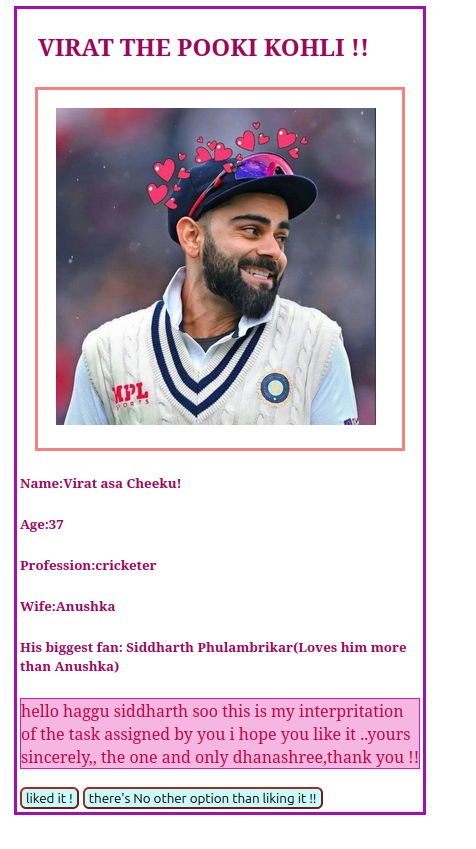 VIRAT THE POOKI KOHLI !!
MPL
SPORTS
Name:Virat asa Cheeku!
Age:37
Profession:cricketer
Wife:Anushka
His biggest fan: Siddharth Phulambrikar(Loves him more
than Anushka)
hello haggu siddharth soo this is my interpritation
of the task assigned by you i hope you like it ..yours
sincerely,, the one and only dhanashree,thank you !!
liked it !
there's No other option than liking it !!